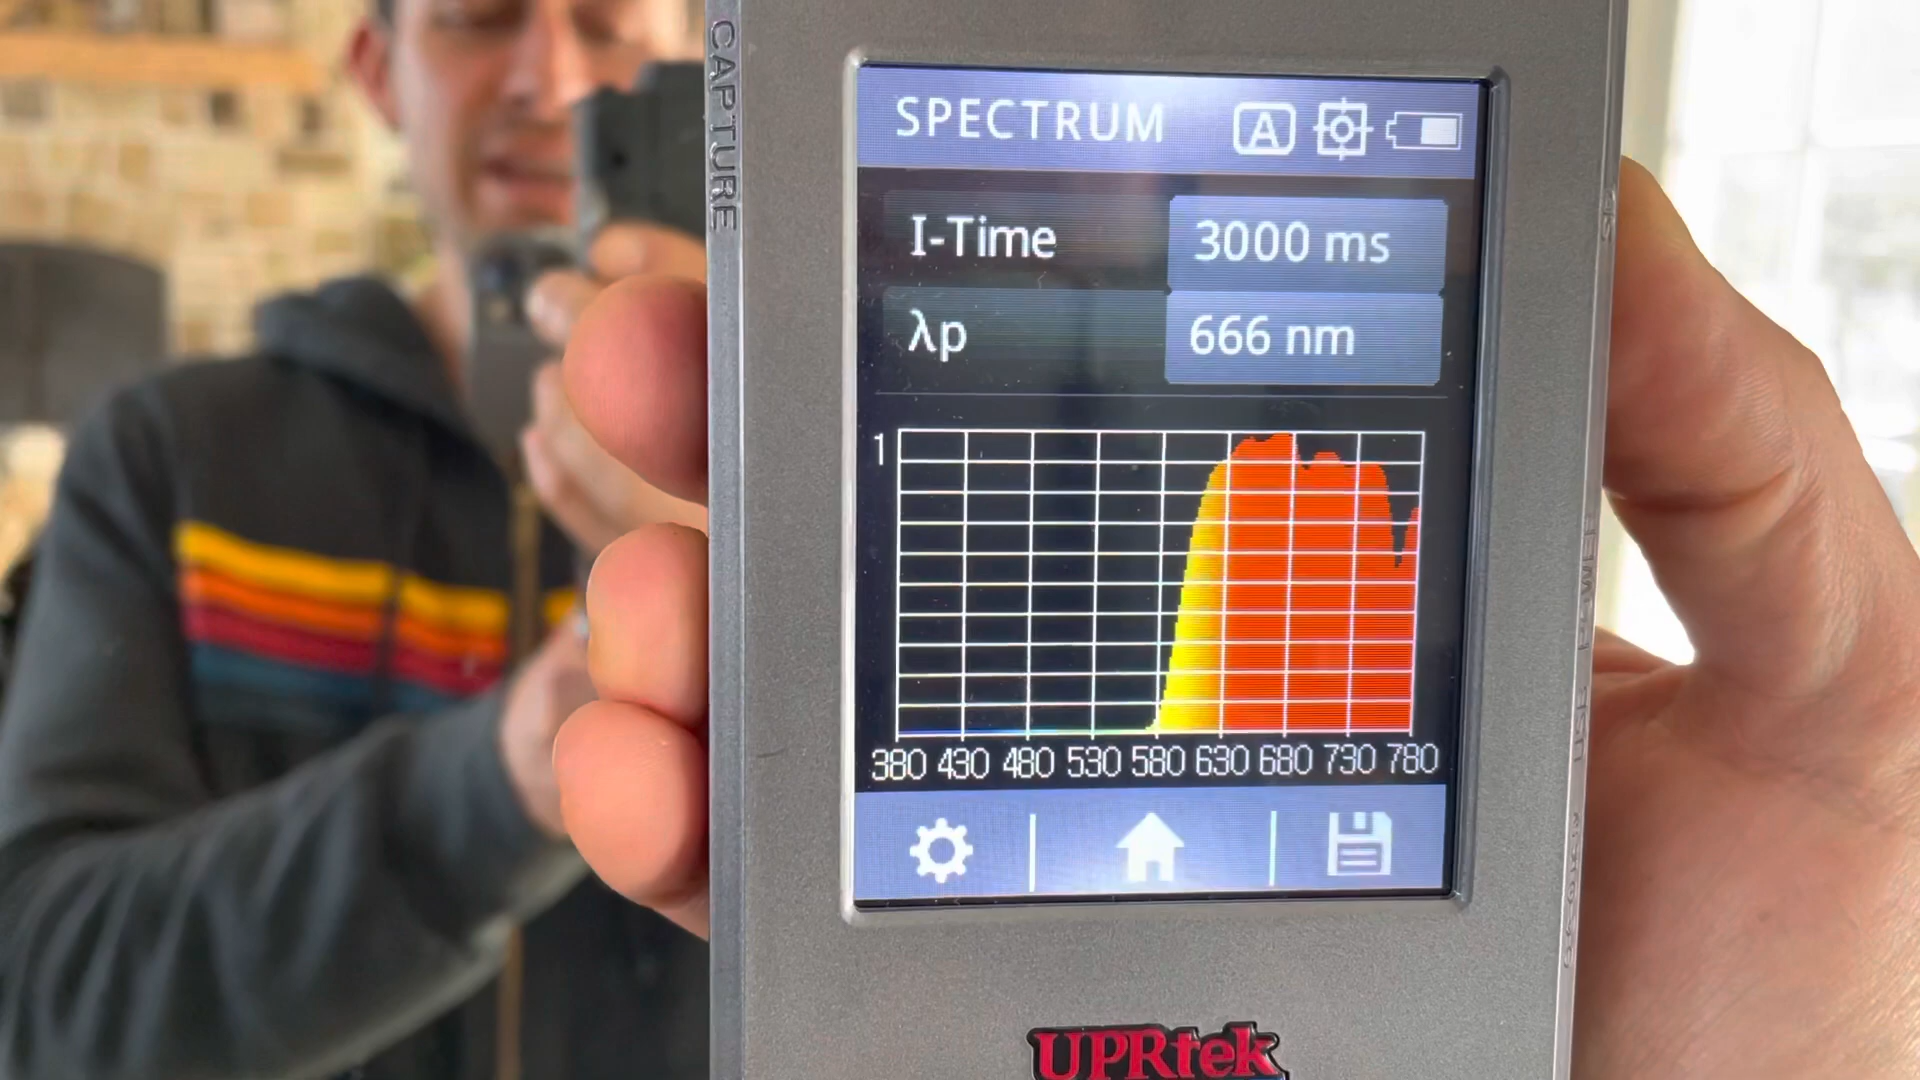 CAPTURE
SPECTRUM A
I-Time 3000 ms
λp 666 nm
1
380 430 480 530 580 630 680 730 780
UPRtek